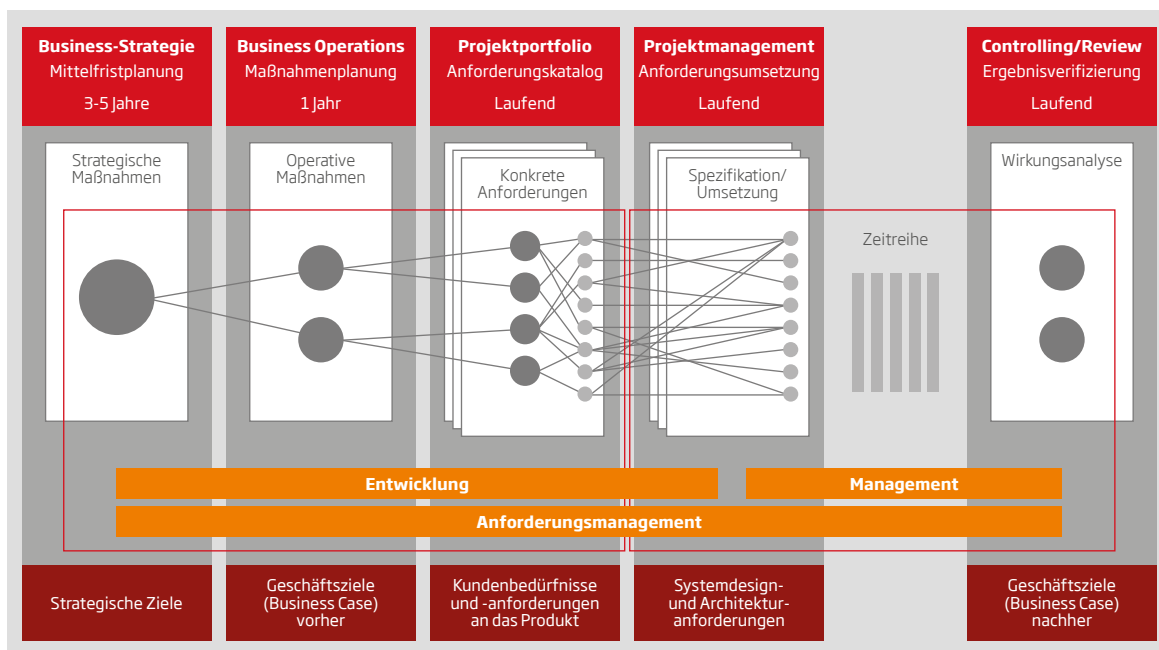 Business-Strategie
Mittelfristplanung
3-5 Jahre
Business Operations
Maßnahmenplanung
1 Jahr
Projektportfolio
Anforderungskatalog
Laufend
Projektmanagement
Anforderungsumsetzung
Laufend
Controlling/Review
Ergebnisverifizierung
Laufend
Strategische
Maßnahmen
Operative
Maßnahmen
Konkrete
Anforderungen
Spezifikation/
Umsetzung
Zeitreihe
Wirkungsanalyse
Entwicklung
Management
Anforderungsmanagement
Strategische Ziele
Geschäftsziele
(Business Case)
vorher
Kundenbedürfnisse
und -anforderungen
an das Produkt
Systemdesign-
und Architektur-
anforderungen
Geschäftsziele
(Business Case)
nachher